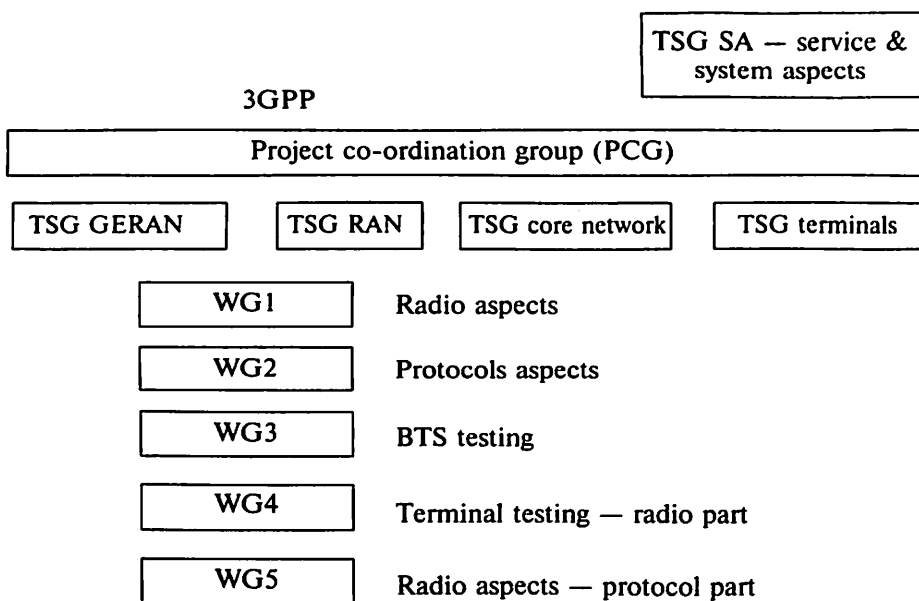 TSG SA — service &
system aspects
3GPP
Project co-ordination group (PCG)
TSG GERAN
TSG RAN
TSG core network
TSG terminals
WG1 Radio aspects
WG2 Protocols aspects
WG3 BTS testing
WG4 Terminal testing — radio part
WG5 Radio aspects — protocol part